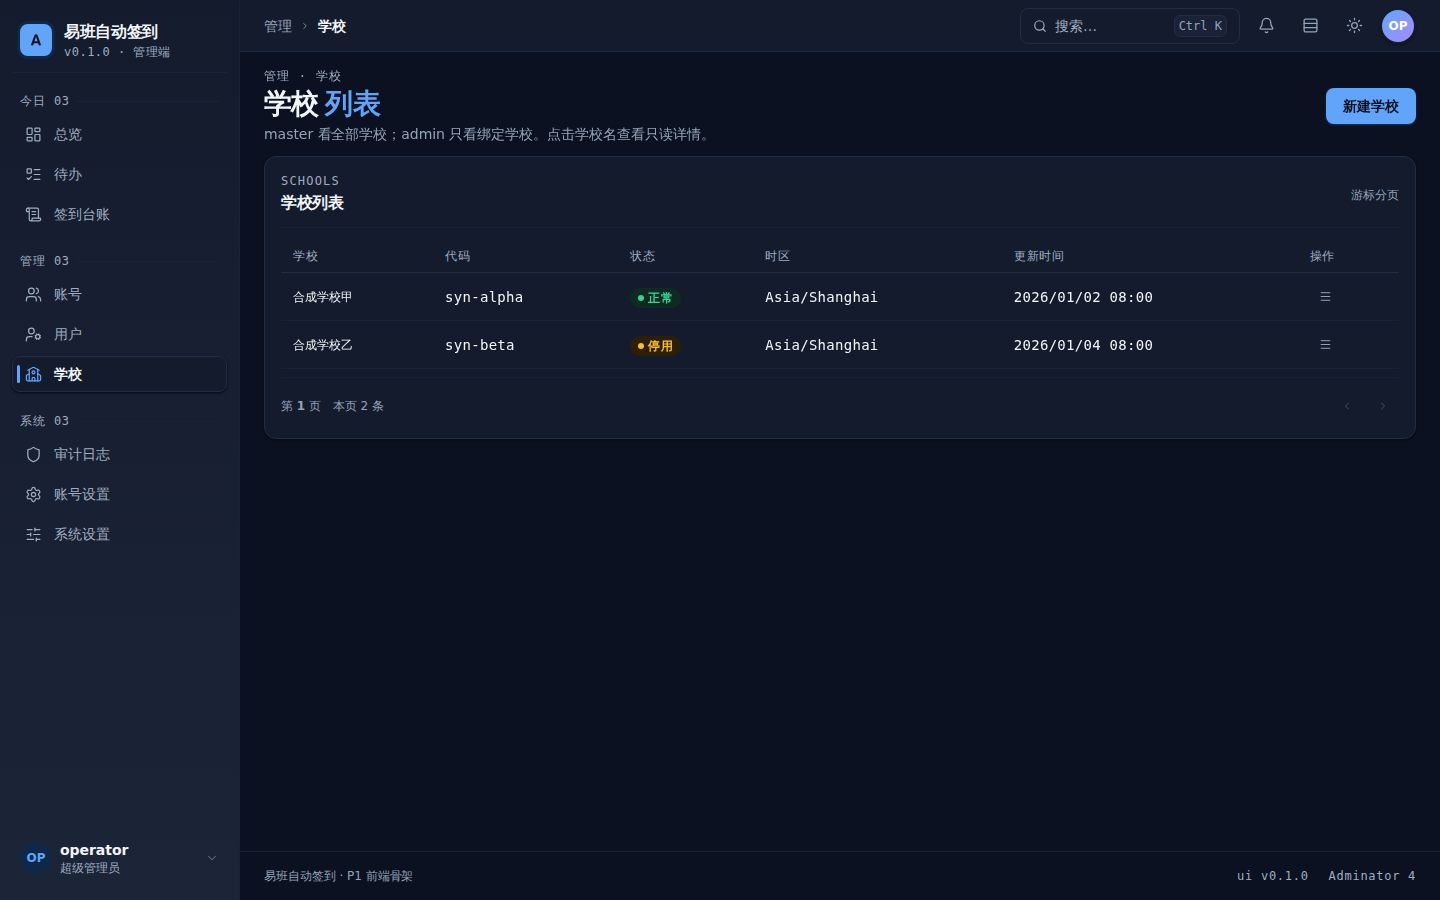 A
易班自动签到
v0.1.0 · 管理端
今日 03
总览
待办
签到台账
管理 03
账号
用户
学校
系统 03
审计日志
账号设置
系统设置
OP
operator
超级管理员
管理 › 学校
搜索… Ctrl K
OP
管理 · 学校
学校 列表
master 看全部学校；admin 只看绑定学校。点击学校名查看只读详情。
新建学校
SCHOOLS
学校列表
游标分页
学校 代码 状态 时区 更新时间 操作
合成学校甲 syn-alpha 正常 Asia/Shanghai 2026/01/02 08:00
合成学校乙 syn-beta 停用 Asia/Shanghai 2026/01/04 08:00
第 1 页 本页 2 条
易班自动签到 · P1 前端骨架
ui v0.1.0 Adminator 4